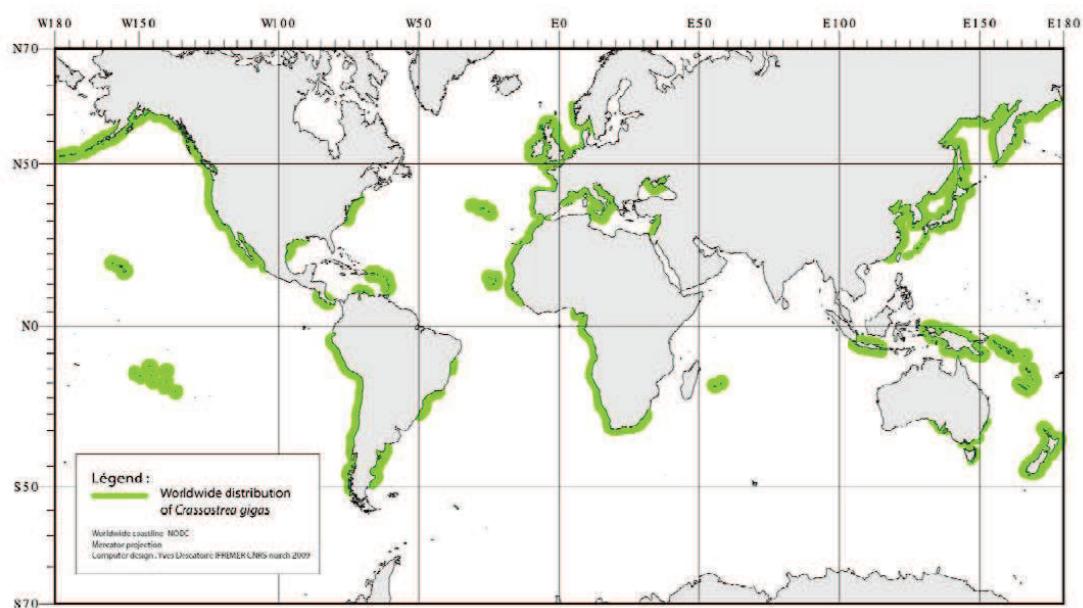 W180 W150 W100 W50 E0 E50 E100 E150 E180
N70
N50
N0
S50
S70
Légend :
Worldwide distribution
of Crassostrea gigas
Worldwide coastline NODC
Mercator projection
Computer design : Yves Descatoire IFREMER CNRS march 2009